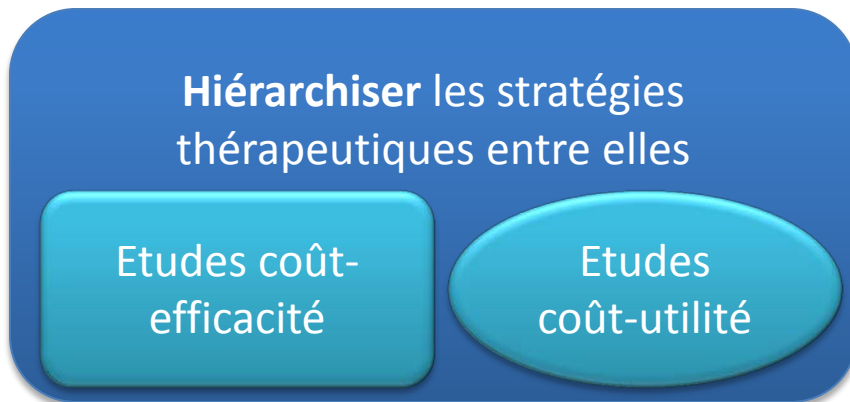 Hiérarchiser les stratégies
thérapeutiques entre elles
Etudes coût-
efficacité
Etudes
coût-utilité